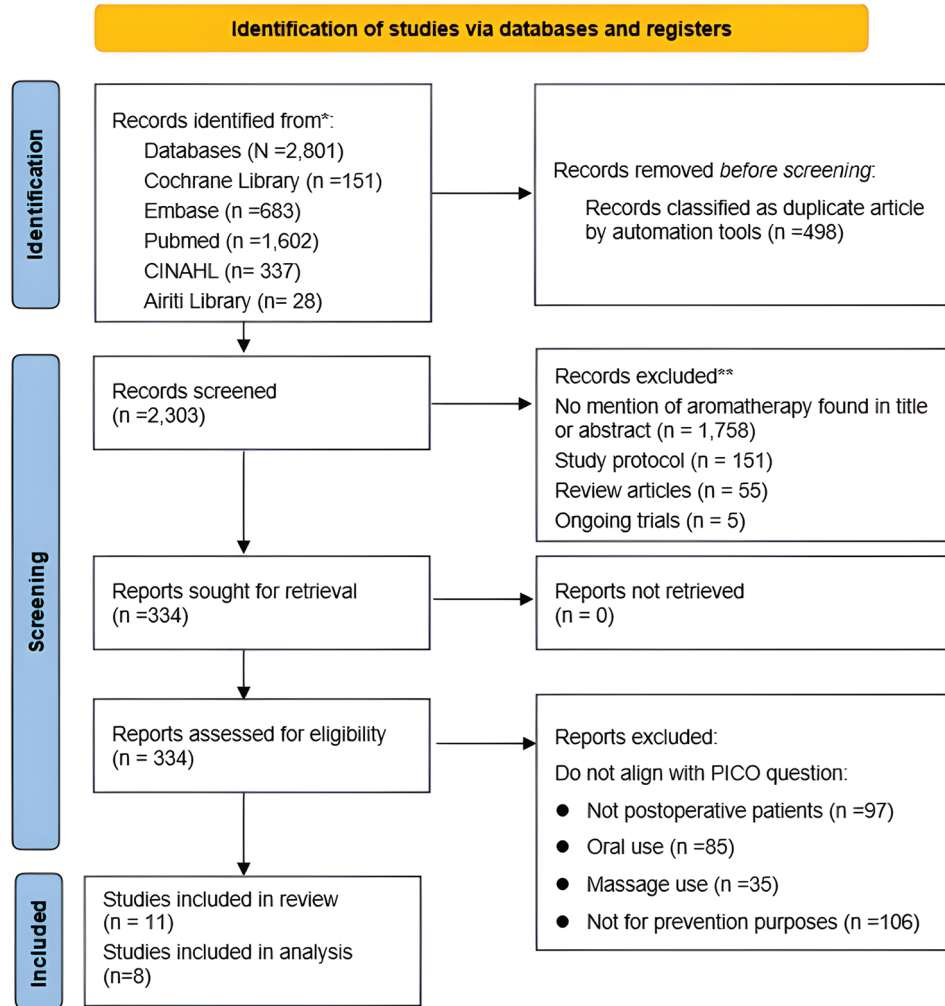 Identification of studies via databases and registers
Identification
Records identified from*:
Databases (N =2,801)
Cochrane Library (n =151)
Embase (n =683)
Pubmed (n =1,602)
CINAHL (n= 337)
Airiti Library (n= 28)
Records removed before screening:
Records classified as duplicate article
by automation tools (n =498)
Screening
Records screened
(n =2,303)
Records excluded**
No mention of aromatherapy found in title
or abstract (n = 1,758)
Study protocol (n = 151)
Review articles (n = 55)
Ongoing trials (n = 5)
Reports sought for retrieval
(n =334)
Reports not retrieved
(n = 0)
Reports assessed for eligibility
(n = 334)
Reports excluded:
Do not align with PICO question:
● Not postoperative patients (n =97)
● Oral use (n =85)
● Massage use (n =35)
● Not for prevention purposes (n =106)
Included
Studies included in review
(n = 11)
Studies included in analysis
(n=8)